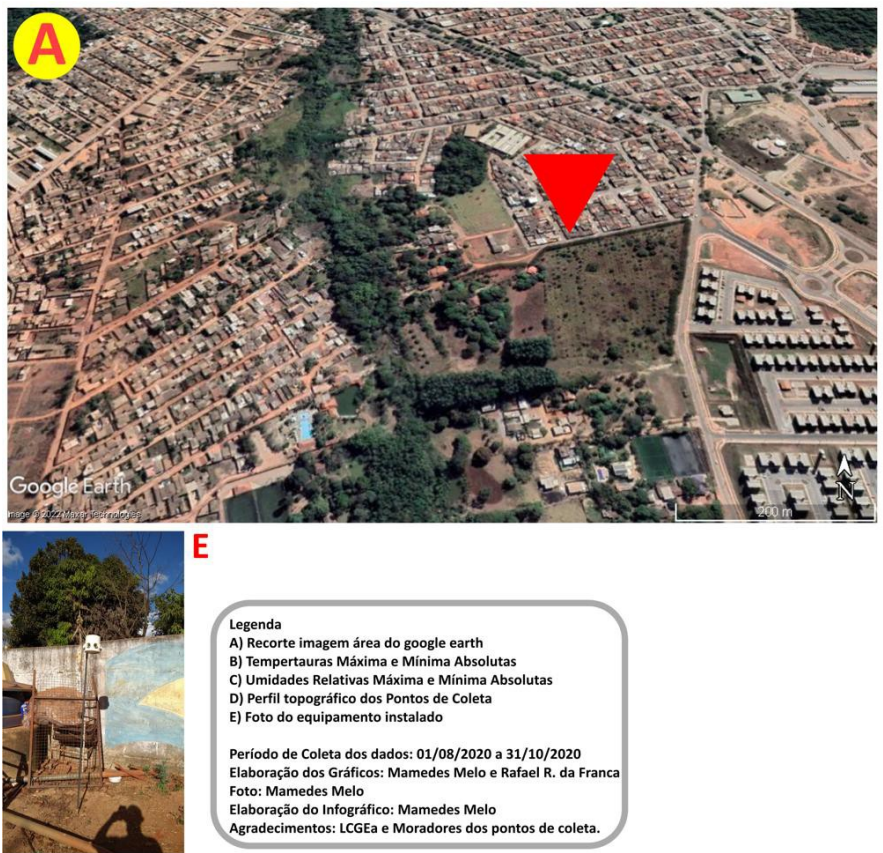 A
Google Earth
Image © 2022 Maxar Technologies
200 m
N
E
Legenda
A) Recorte imagem área do google earth
B) Tempertauras Máxima e Mínima Absolutas
C) Umidades Relativas Máxima e Mínima Absolutas
D) Perfil topográfico dos Pontos de Coleta
E) Foto do equipamento instalado
Período de Coleta dos dados: 01/08/2020 a 31/10/2020
Elaboração dos Gráficos: Mamedes Melo e Rafael R. da Franca
Foto: Mamedes Melo
Elaboração do Infográfico: Mamedes Melo
Agradecimentos: LCGEa e Moradores dos pontos de coleta.